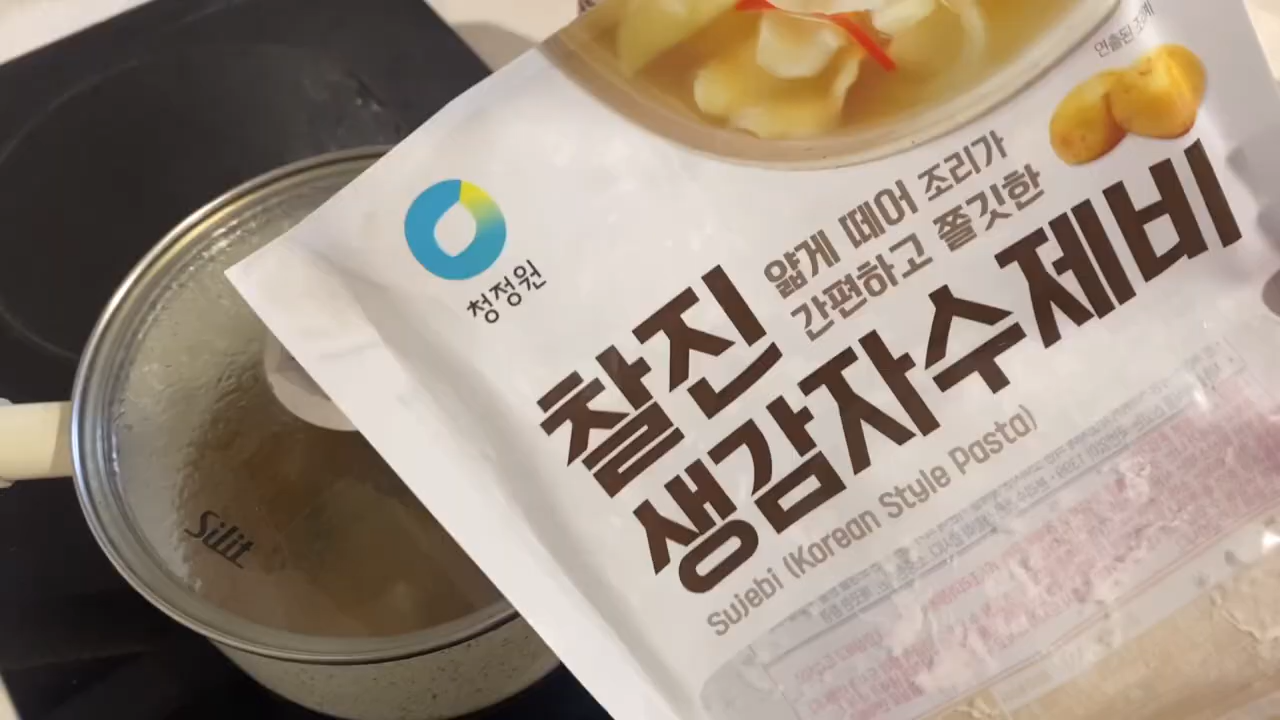 연출된 조리예
청정원
얇게 떼어 조리가
간편하고 쫄깃한
찰진
생감자수제비
Sujebi (Korean Style Pasta)
Silit